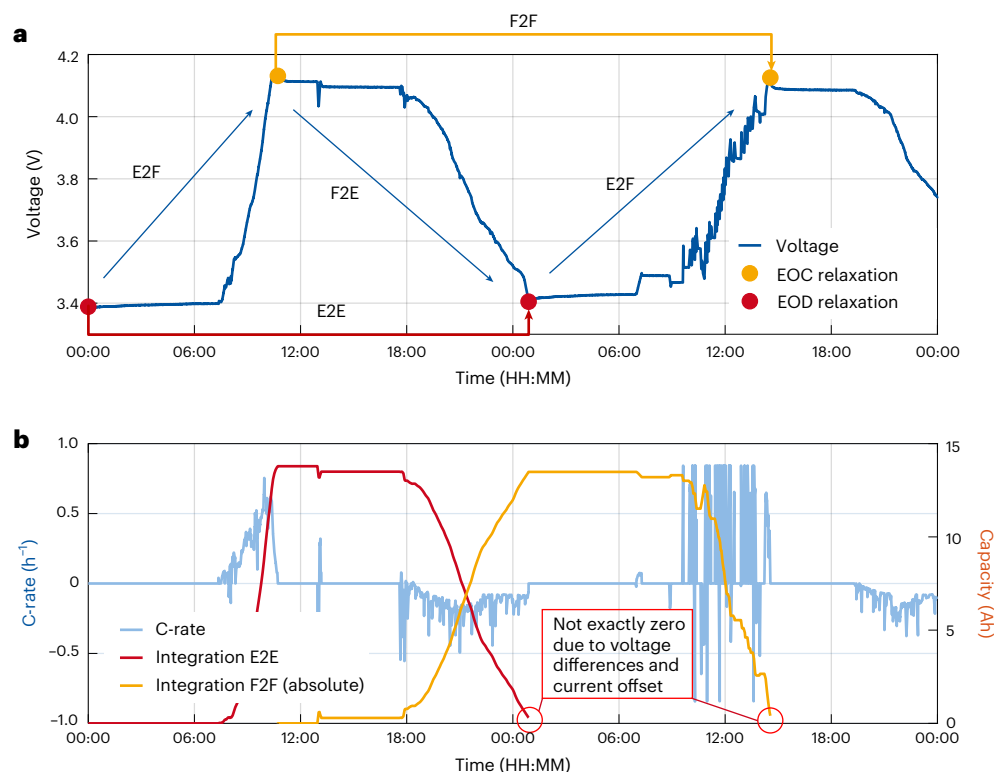 F2F
a
4.2
4.0
3.8
3.6
3.4
Voltage (V)
E2F
F2E
E2F
E2E
Voltage
EOC relaxation
EOD relaxation
00:00 06:00 12:00 18:00 00:00 06:00 12:00 18:00 00:00
Time (HH:MM)
b
1.0
0.5
0
–0.5
–1.0
C-rate (h⁻¹)
15
10
5
0
Capacity (Ah)
C-rate
Integration E2E
Integration F2F (absolute)
Not exactly zero
due to voltage
differences and
current offset
00:00 06:00 12:00 18:00 00:00 06:00 12:00 18:00 00:00
Time (HH:MM)